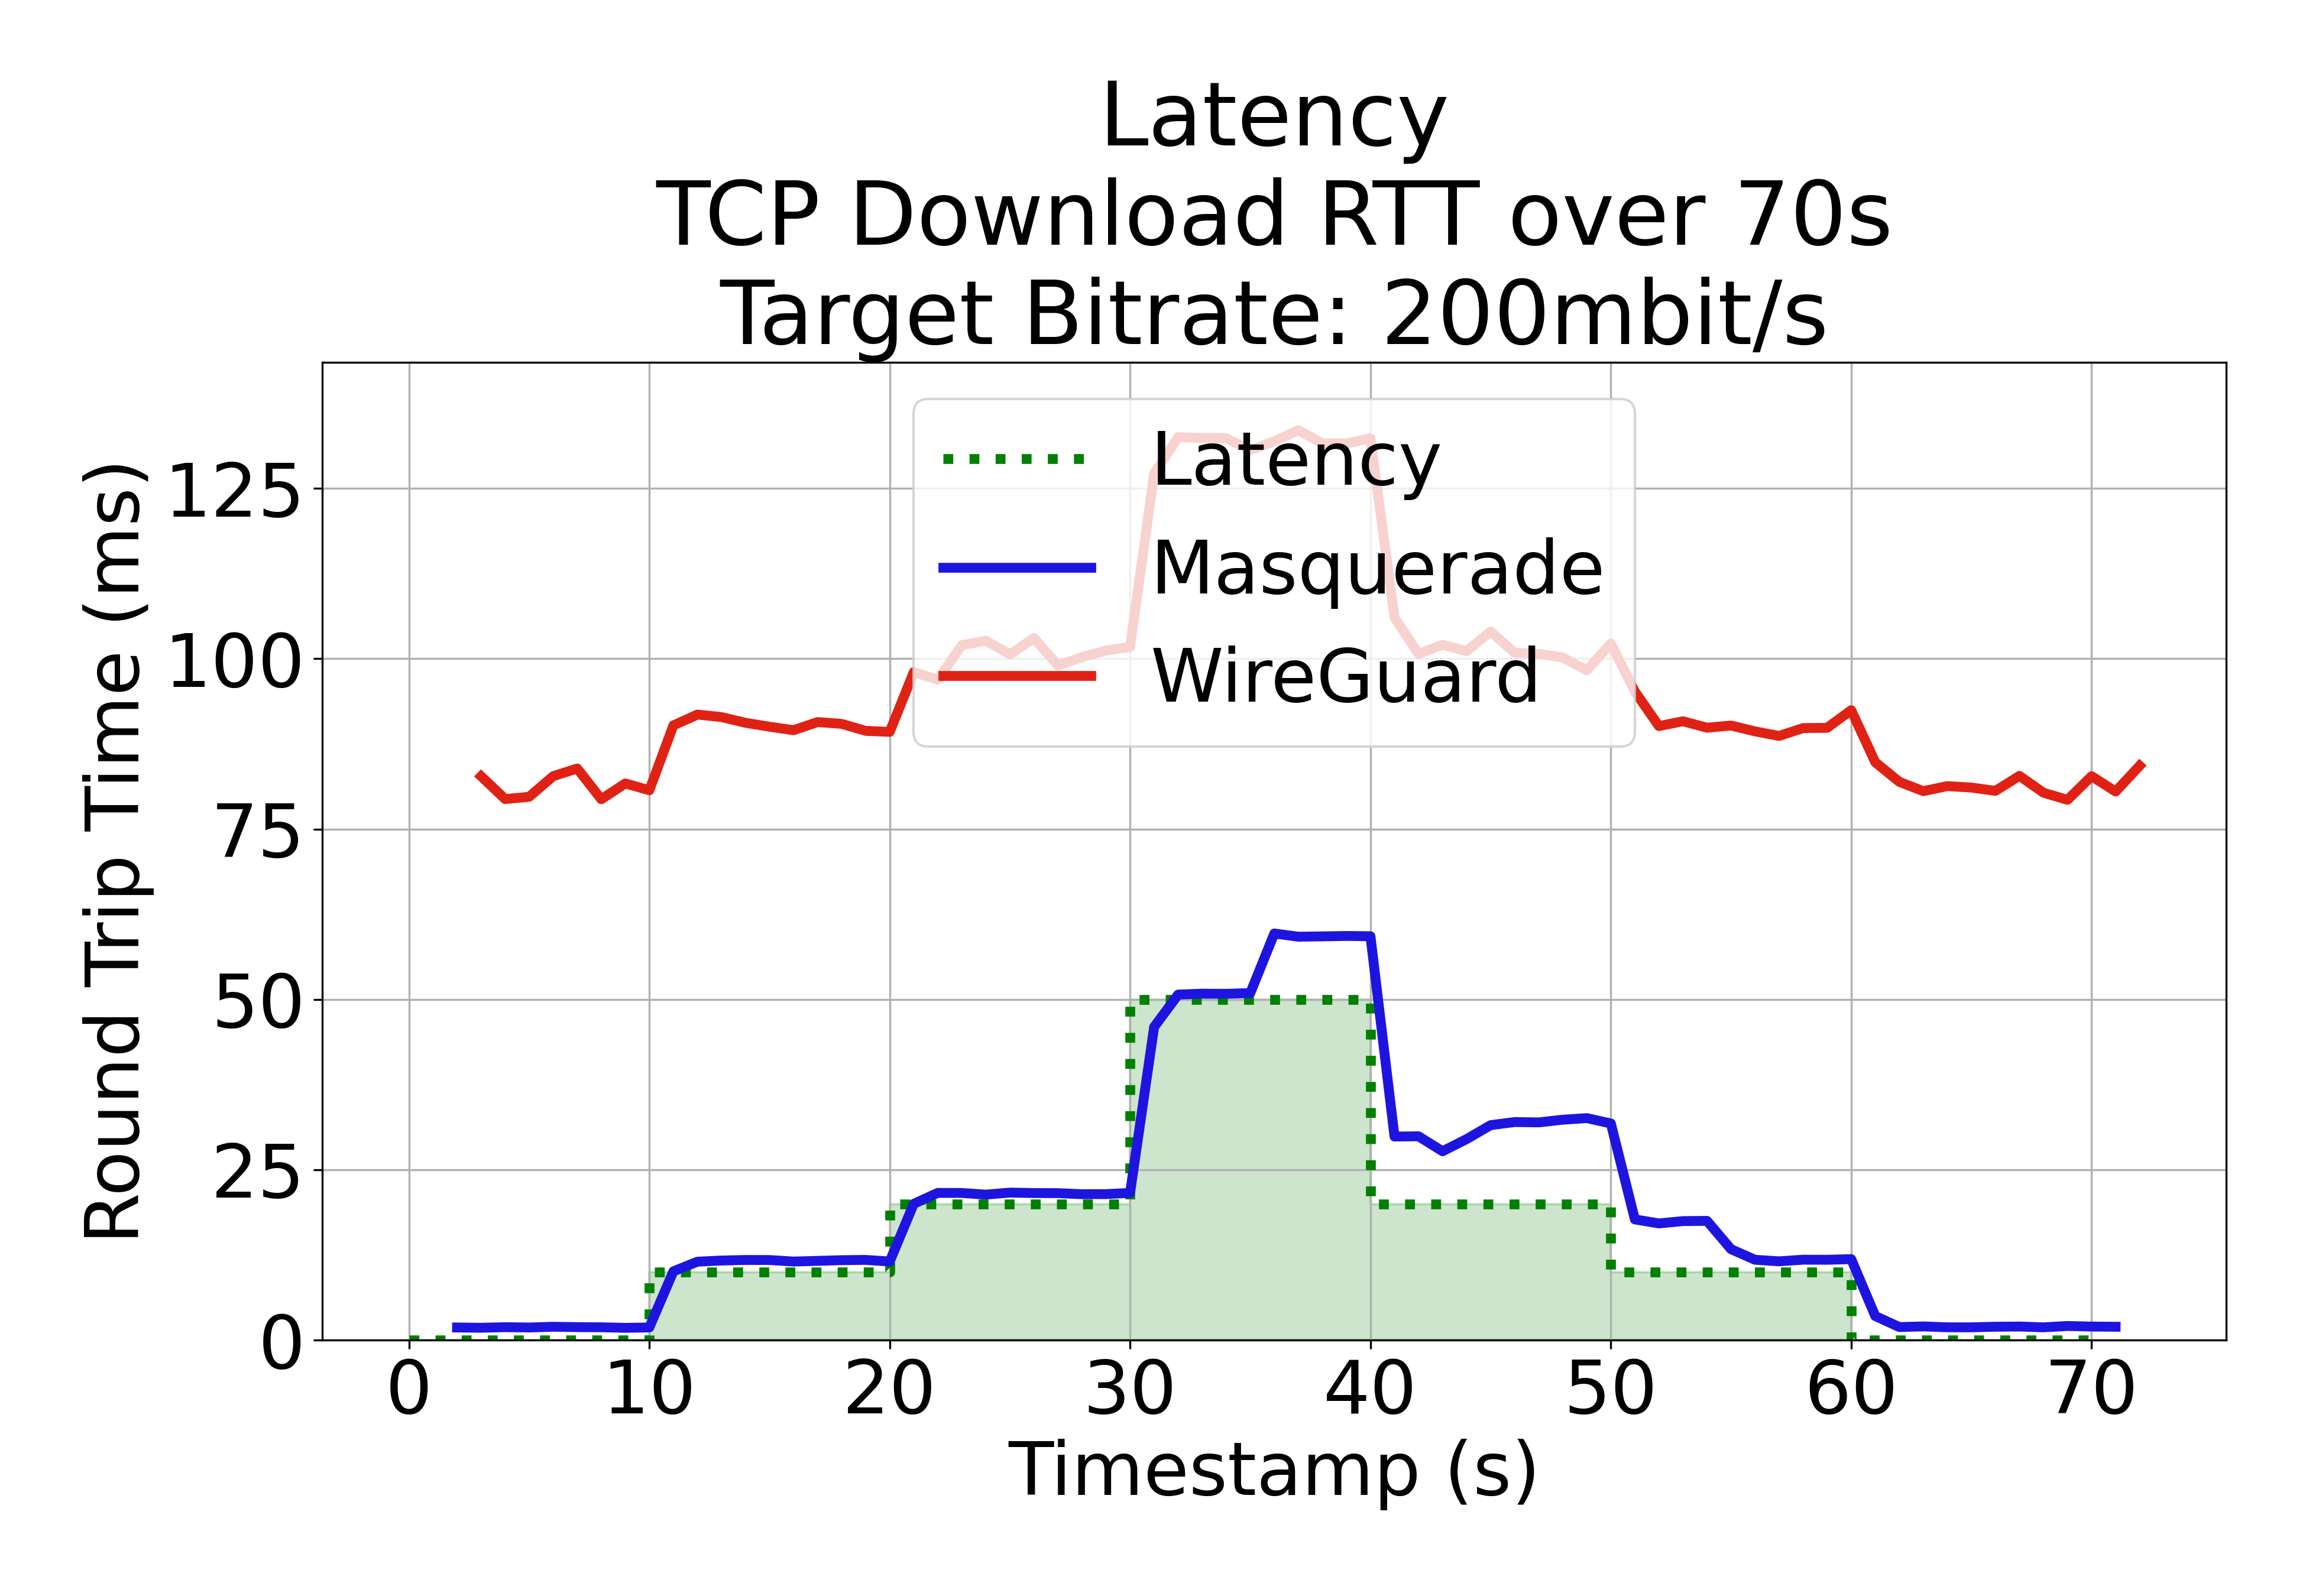 Latency
TCP Download RTT over 70s
Target Bitrate: 200mbit/s
Round Trip Time (ms)
125
100
75
50
25
0
Latency
Masquerade
WireGuard
0 10 20 30 40 50 60 70
Timestamp (s)